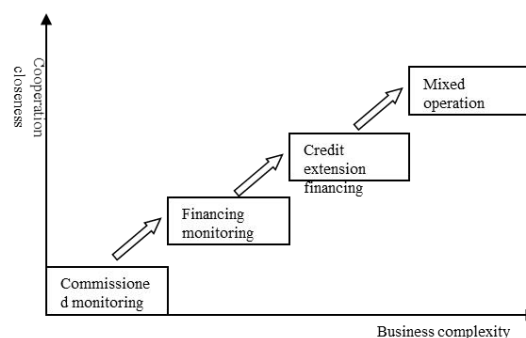 Cooperation
closeness
Mixed
operation
Credit
extension
financing
Financing
monitoring
Commissione
d monitoring
Business complexity